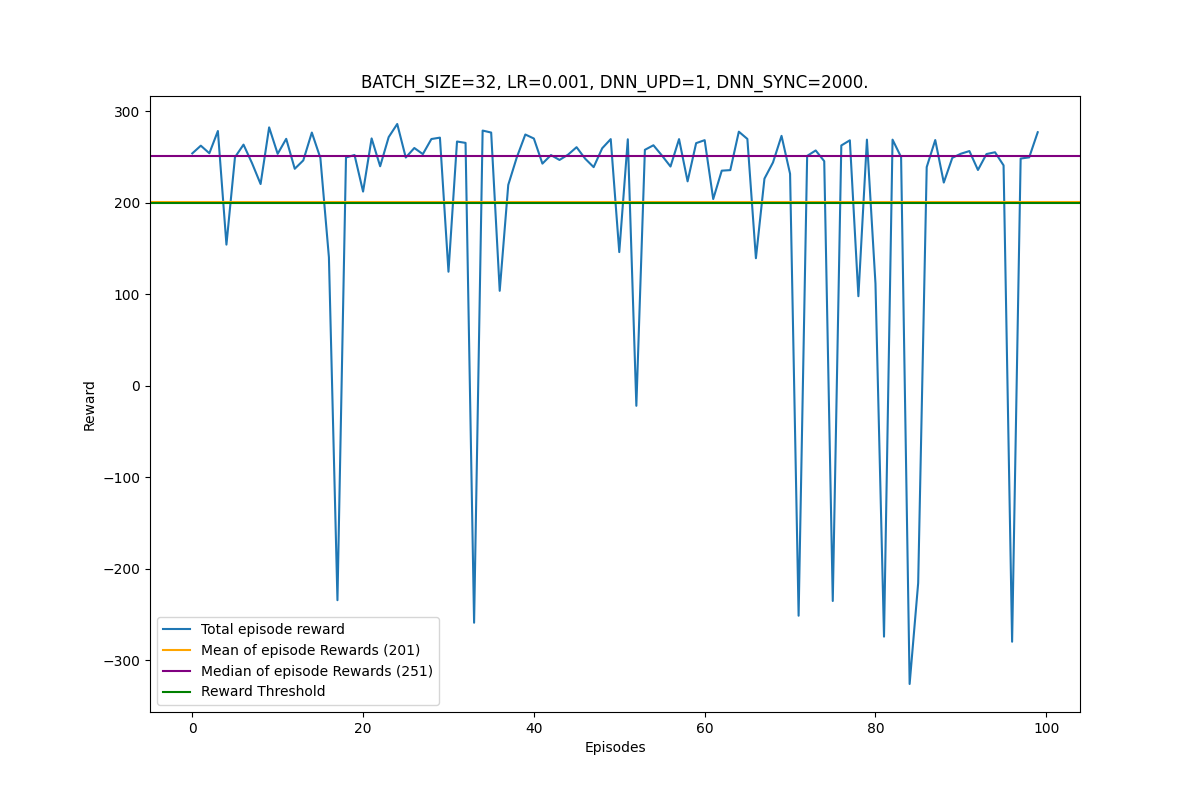 BATCH_SIZE=32, LR=0.001, DNN_UPD=1, DNN_SYNC=2000.
300
200
100
0
−100
−200
−300
Reward
Total episode reward
Mean of episode Rewards (201)
Median of episode Rewards (251)
Reward Threshold
0 20 40 60 80 100
Episodes